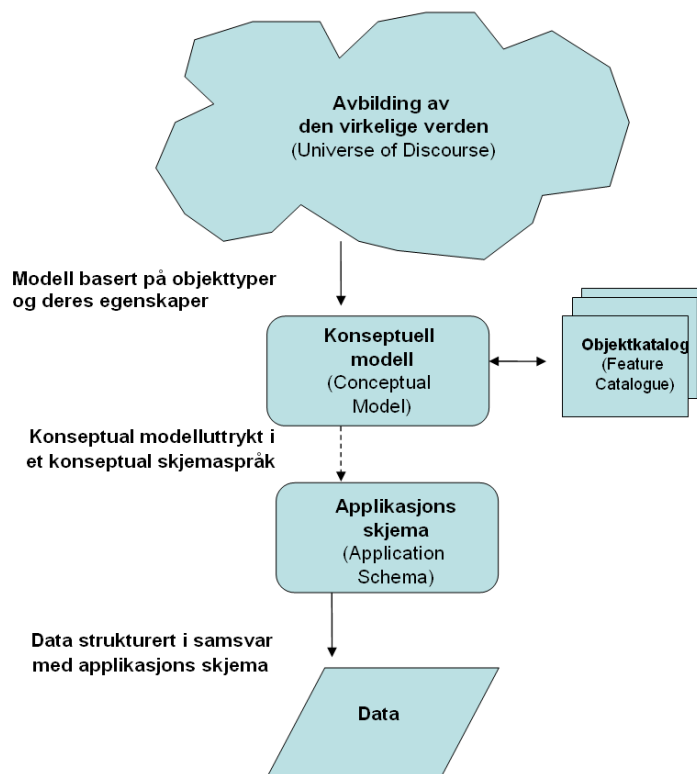 Avbilding av
den virkelige verden
(Universe of Discourse)
Modell basert på objekttyper
og deres egenskaper
Konseptuell
modell
(Conceptual
Model)
Objektkatalog
(Feature
Catalogue)
Konseptual modelluttrykt i
et konseptual skjemaspråk
Applikasjons
skjema
(Application
Schema)
Data strukturert i samsvar
med applikasjons skjema
Data